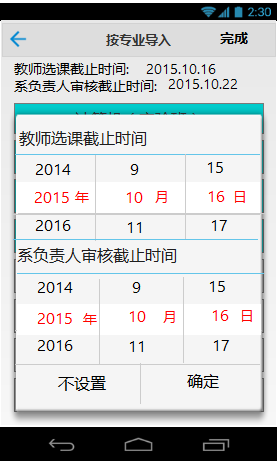 2:30
按专业导入 完成
教师选课截止时间: 2015.10.16
系负责人审核截止时间: 2015.10.22
教师选课截止时间
2014 9 15
2015 年 10 月 16 日
2016 11 17
系负责人审核截止时间
2014 9 15
2015 年 10 月 16 日
2016 11 17
不设置 确定